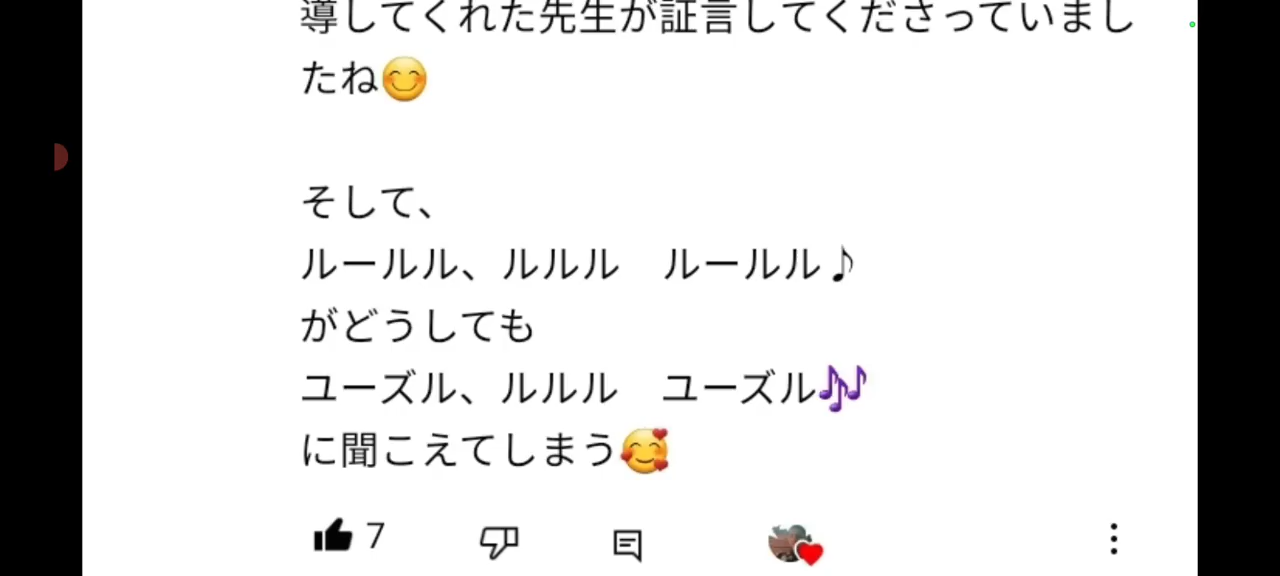 導してくれた先生が証言してくださっていまし
たね😊
そして、
ルールル、ルルル　ルールル♪
がどうしても
ユーズル、ルルル　ユーズル🎶
に聞こえてしまう🥰
7